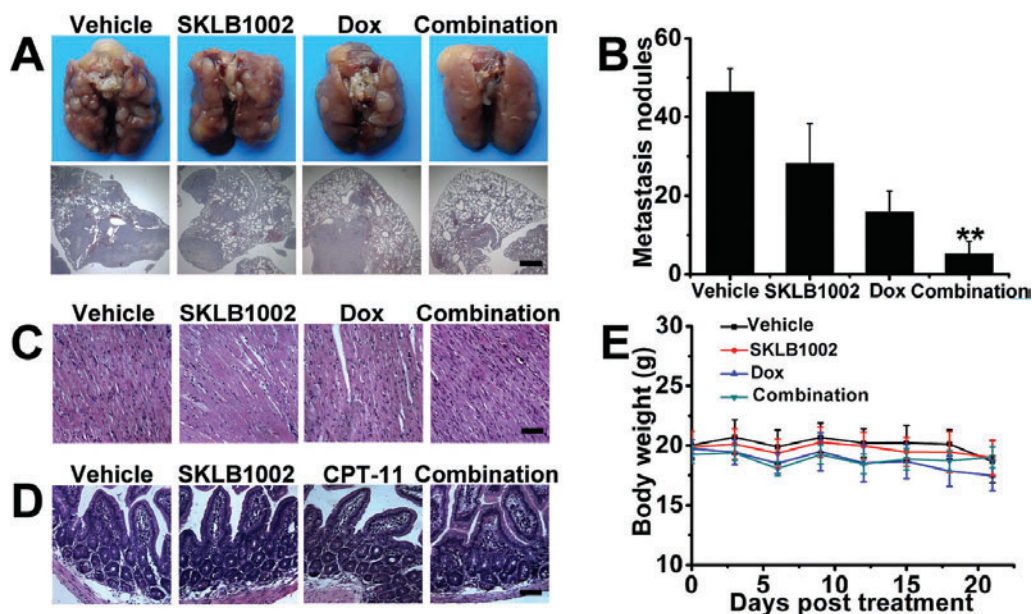 Vehicle SKLB1002 Dox Combination
A
B
Metastasis nodules
60
40
20
0
**
Vehicle SKLB1002 Dox Combination
Vehicle SKLB1002 Dox Combination
C
Vehicle SKLB1002 CPT-11 Combination
D
E
Body weight (g)
30
25
20
15
10
Vehicle
SKLB1002
Dox
Combination
0 5 10 15 20
Days post treatment